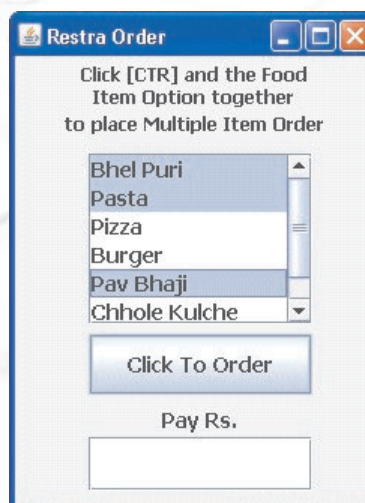 Restra Order
Click [CTR] and the Food
Item Option together
to place Multiple Item Order
Bhel Puri
Pasta
Pizza
Burger
Pav Bhaji
Chhole Kulche
Click To Order
Pay Rs.